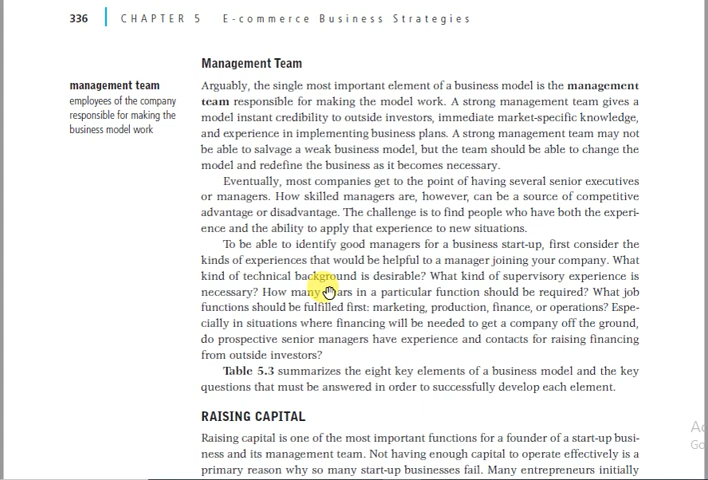 336 CHAPTER 5 E-commerce Business Strategies
Management Team
management team
employees of the company
responsible for making the
business model work
Arguably, the single most important element of a business model is the management
team responsible for making the model work. A strong management team gives a
model instant credibility to outside investors, immediate market-specific knowledge,
and experience in implementing business plans. A strong management team may not
be able to salvage a weak business model, but the team should be able to change the
model and redefine the business as it becomes necessary.
Eventually, most companies get to the point of having several senior executives
or managers. How skilled managers are, however, can be a source of competitive
advantage or disadvantage. The challenge is to find people who have both the experi-
ence and the ability to apply that experience to new situations.
To be able to identify good managers for a business start-up, first consider the
kinds of experiences that would be helpful to a manager joining your company. What
kind of technical background is desirable? What kind of supervisory experience is
necessary? How many ars in a particular function should be required? What job
functions should be fulfilled first: marketing, production, finance, or operations? Espe-
cially in situations where financing will be needed to get a company off the ground,
do prospective senior managers have experience and contacts for raising financing
from outside investors?
Table 5.3 summarizes the eight key elements of a business model and the key
questions that must be answered in order to successfully develop each element.
RAISING CAPITAL
Raising capital is one of the most important functions for a founder of a start-up busi-
ness and its management team. Not having enough capital to operate effectively is a
primary reason why so many start-up businesses fail. Many entrepreneurs initially